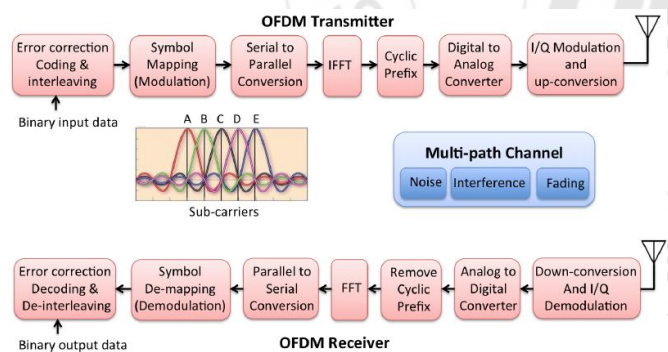 OFDM Transmitter
Error correction
Coding &
interleaving
Symbol
Mapping
(Modulation)
Serial to
Parallel
Conversion
IFFT
Cyclic
Prefix
Digital to
Analog
Converter
I/Q Modulation
and
up-conversion
Binary input data
A B C D E
Sub-carriers
Multi-path Channel
Noise
Interference
Fading
Error correction
Decoding &
De-interleaving
Symbol
De-mapping
(Demodulation)
Parallel to
Serial
Conversion
FFT
Remove
Cyclic
Prefix
Analog to
Digital
Converter
Down-conversion
And I/Q
Demodulation
Binary output data
OFDM Receiver